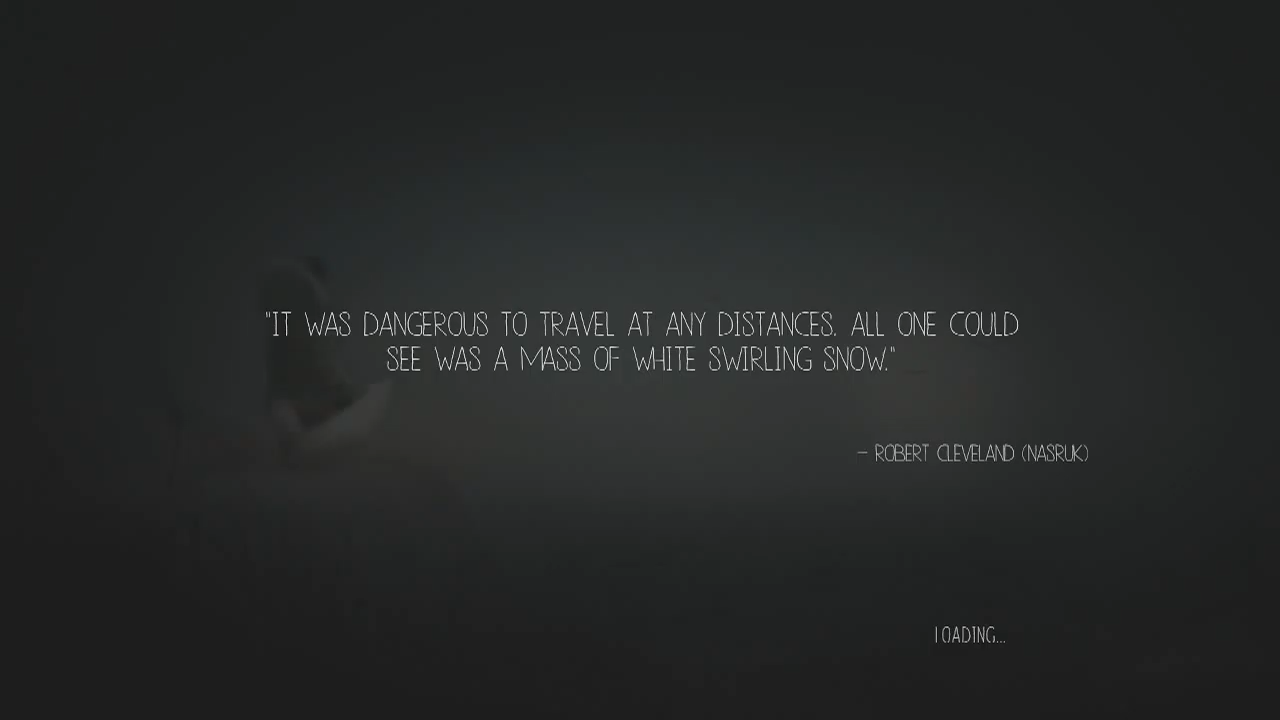 "IT WAS DANGEROUS TO TRAVEL AT ANY DISTANCES. ALL ONE COULD
SEE WAS A MASS OF WHITE SWIRLING SNOW."
- ROBERT CLEVELAND (NASRUK)
LOADING...